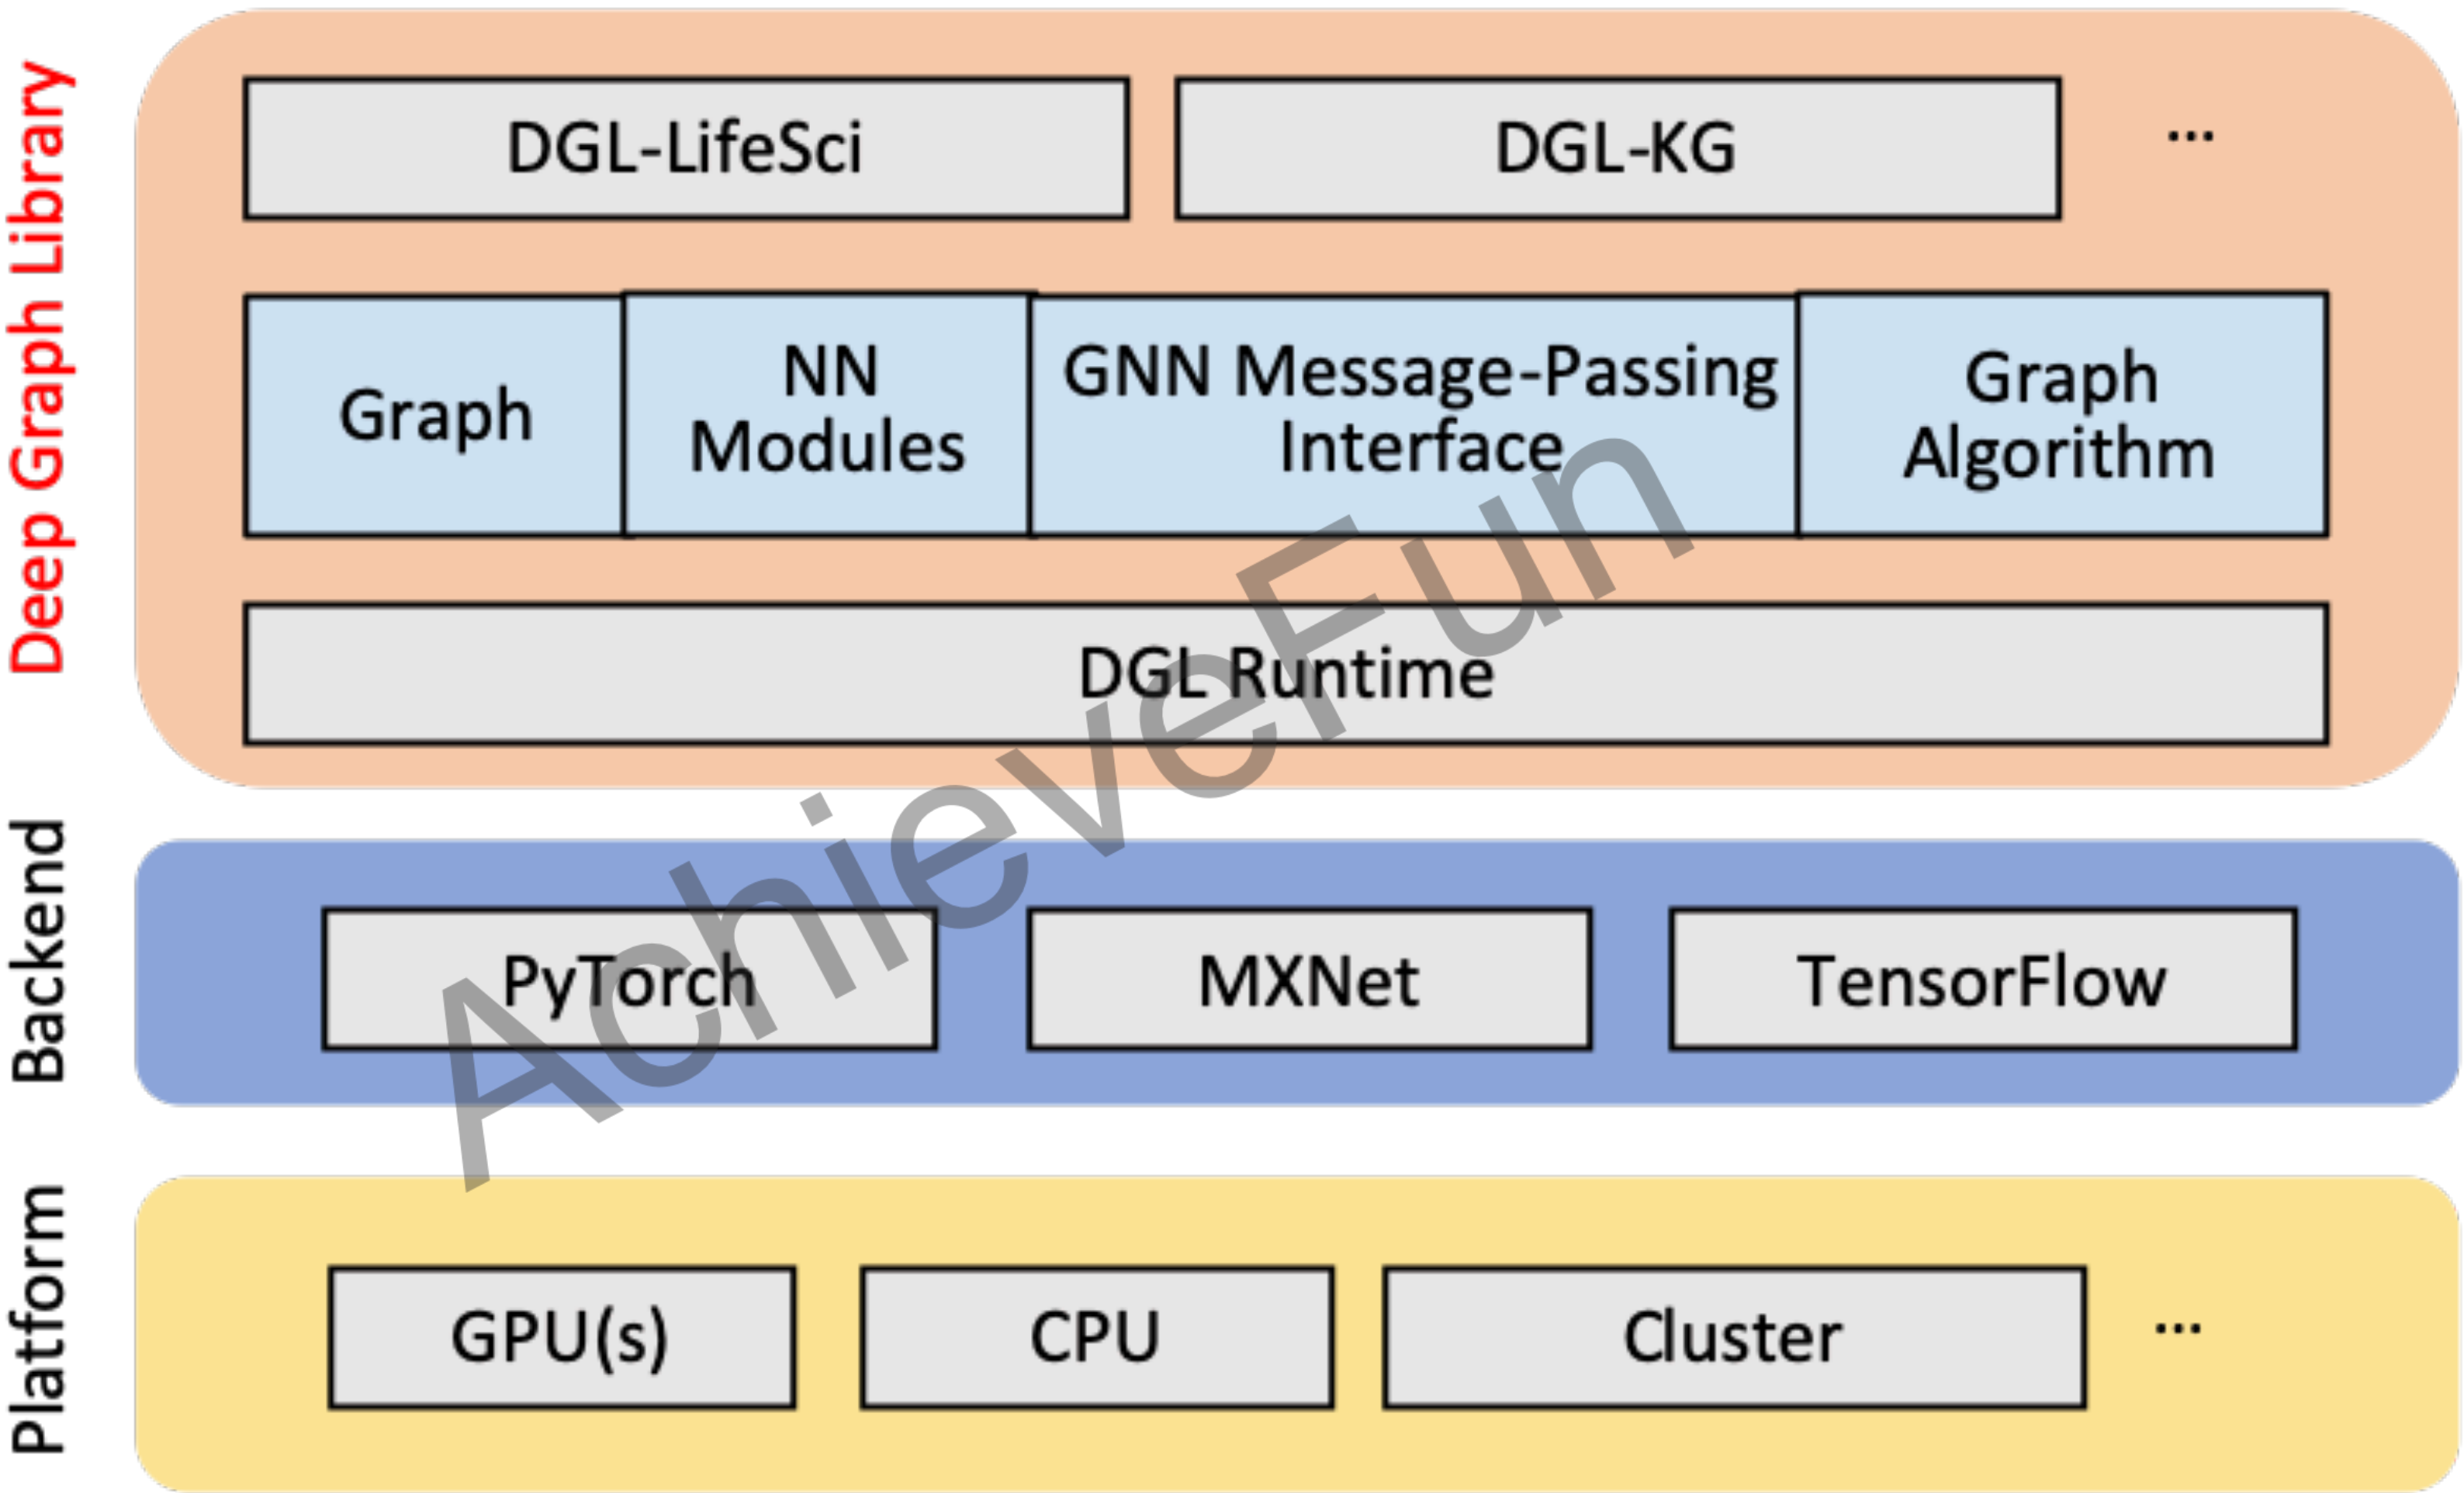 Deep Graph Library
DGL-LifeSci
DGL-KG
...
Graph
NN
Modules
GNN Message-Passing
Interface
Graph
Algorithm
DGL Runtime
Backend
PyTorch
MXNet
TensorFlow
Platform
GPU(s)
CPU
Cluster
...
AchieveFun